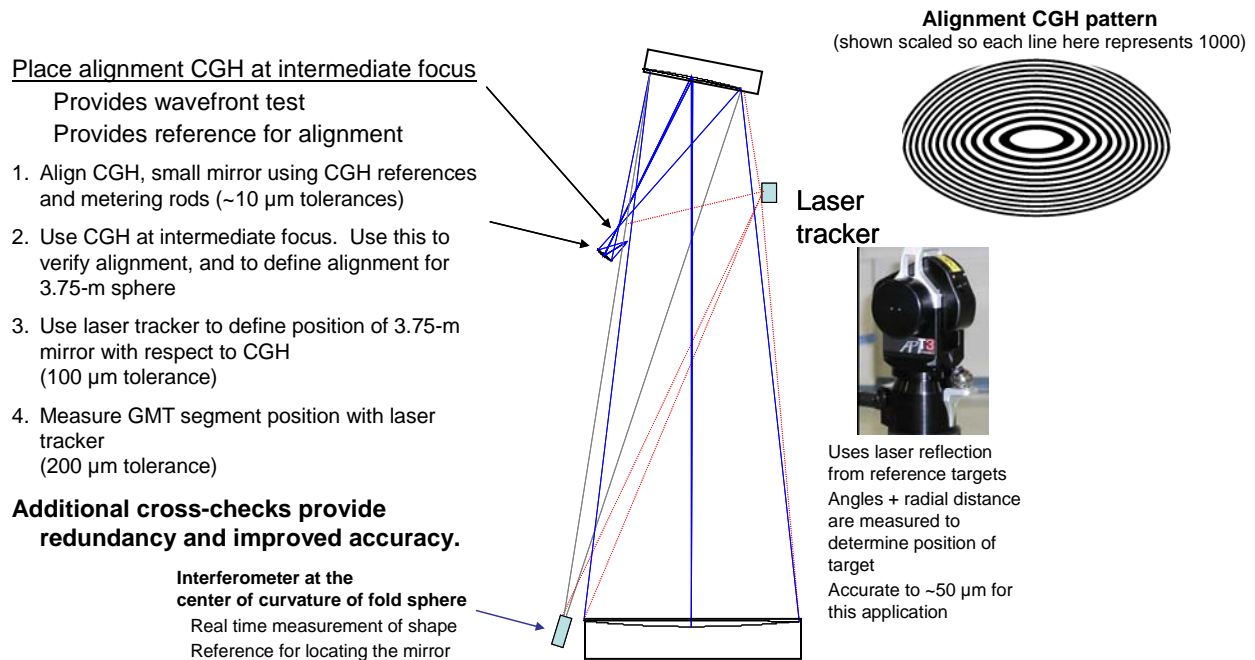 Place alignment CGH at intermediate focus
Provides wavefront test
Provides reference for alignment
1. Align CGH, small mirror using CGH references
and metering rods (~10 µm tolerances)
2. Use CGH at intermediate focus. Use this to
verify alignment, and to define alignment for
3.75-m sphere
3. Use laser tracker to define position of 3.75-m
mirror with respect to CGH
(100 µm tolerance)
4. Measure GMT segment position with laser
tracker
(200 µm tolerance)
Additional cross-checks provide
redundancy and improved accuracy.
Interferometer at the
center of curvature of fold sphere
Real time measurement of shape
Reference for locating the mirror
Laser
tracker
Alignment CGH pattern
(shown scaled so each line here represents 1000)
API3
Uses laser reflection
from reference targets
Angles + radial distance
are measured to
determine position of
target
Accurate to ~50 µm for
this application